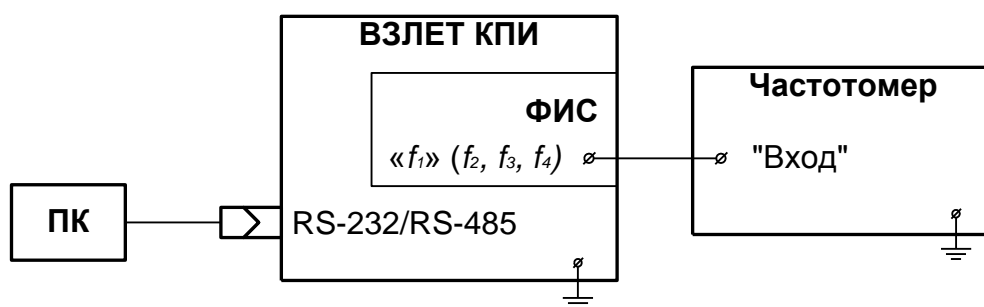 ВЗЛЕТ КПИ
ФИС
«f₁» (f₂, f₃, f₄)
RS-232/RS-485
ПК
Частотомер
"Вход"